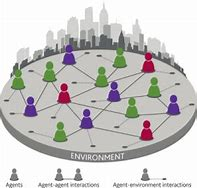 ENVIRONMENT
Agents
Agent-agent interactions
Agent-environment interactions